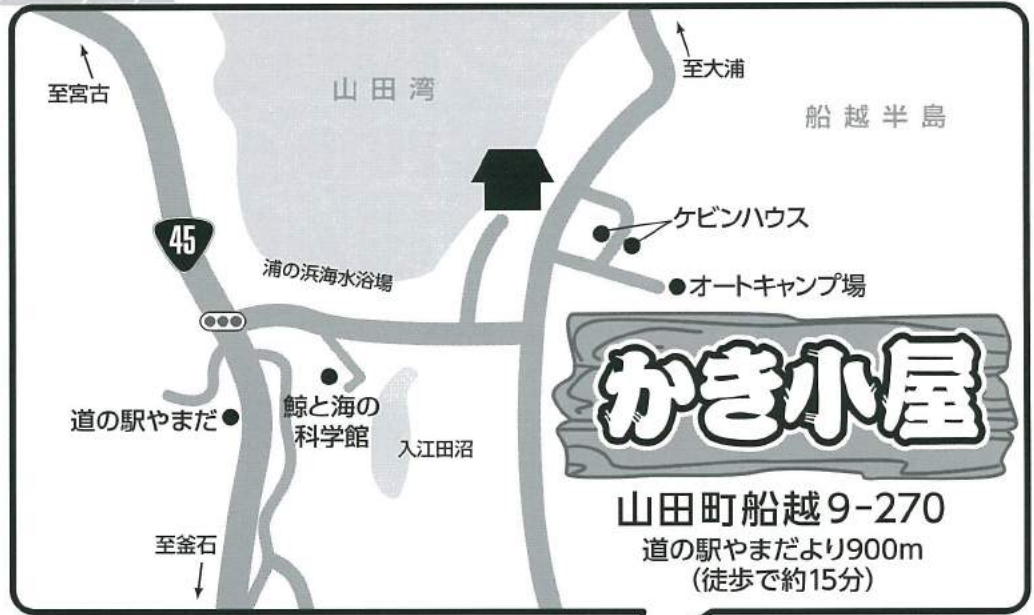 至宮古
山田湾
至大浦
船越半島
45
ケビンハウス
浦の浜海水浴場
オートキャンプ場
道の駅やまだ
鯨と海の
科学館
入江田沼
至釜石
かき小屋
山田町船越9-270
道の駅やまだより900m
(徒歩で約15分)